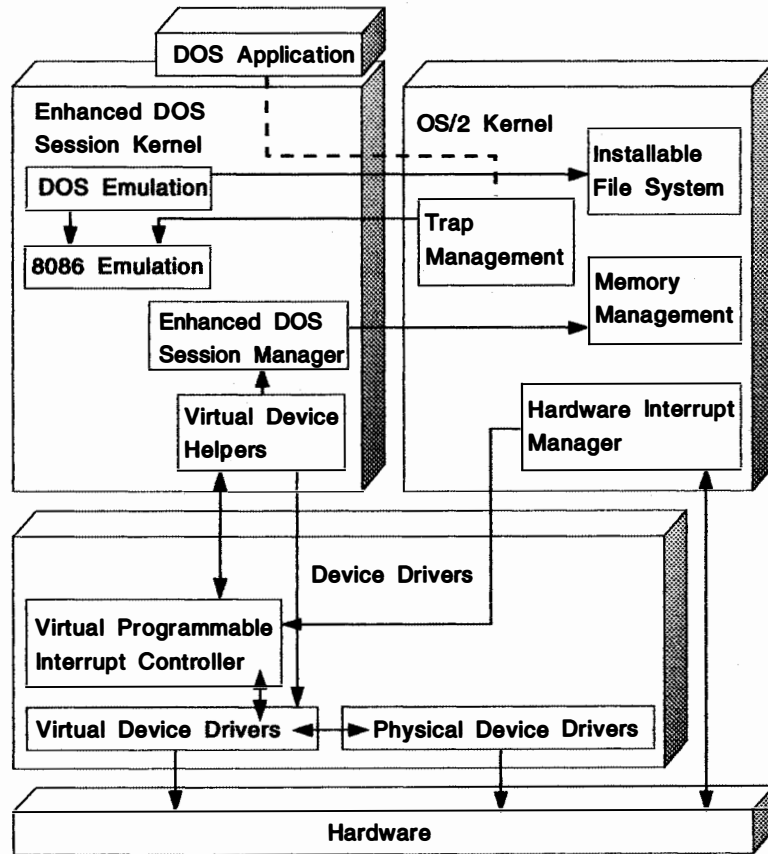 DOS Application
Enhanced DOS
Session Kernel
OS/2 Kernel
DOS Emulation
Installable
File System
8086 Emulation
Trap
Management
Enhanced DOS
Session Manager
Memory
Management
Virtual Device
Helpers
Hardware Interrupt
Manager
Device Drivers
Virtual Programmable
Interrupt Controller
Virtual Device Drivers
Physical Device Drivers
Hardware